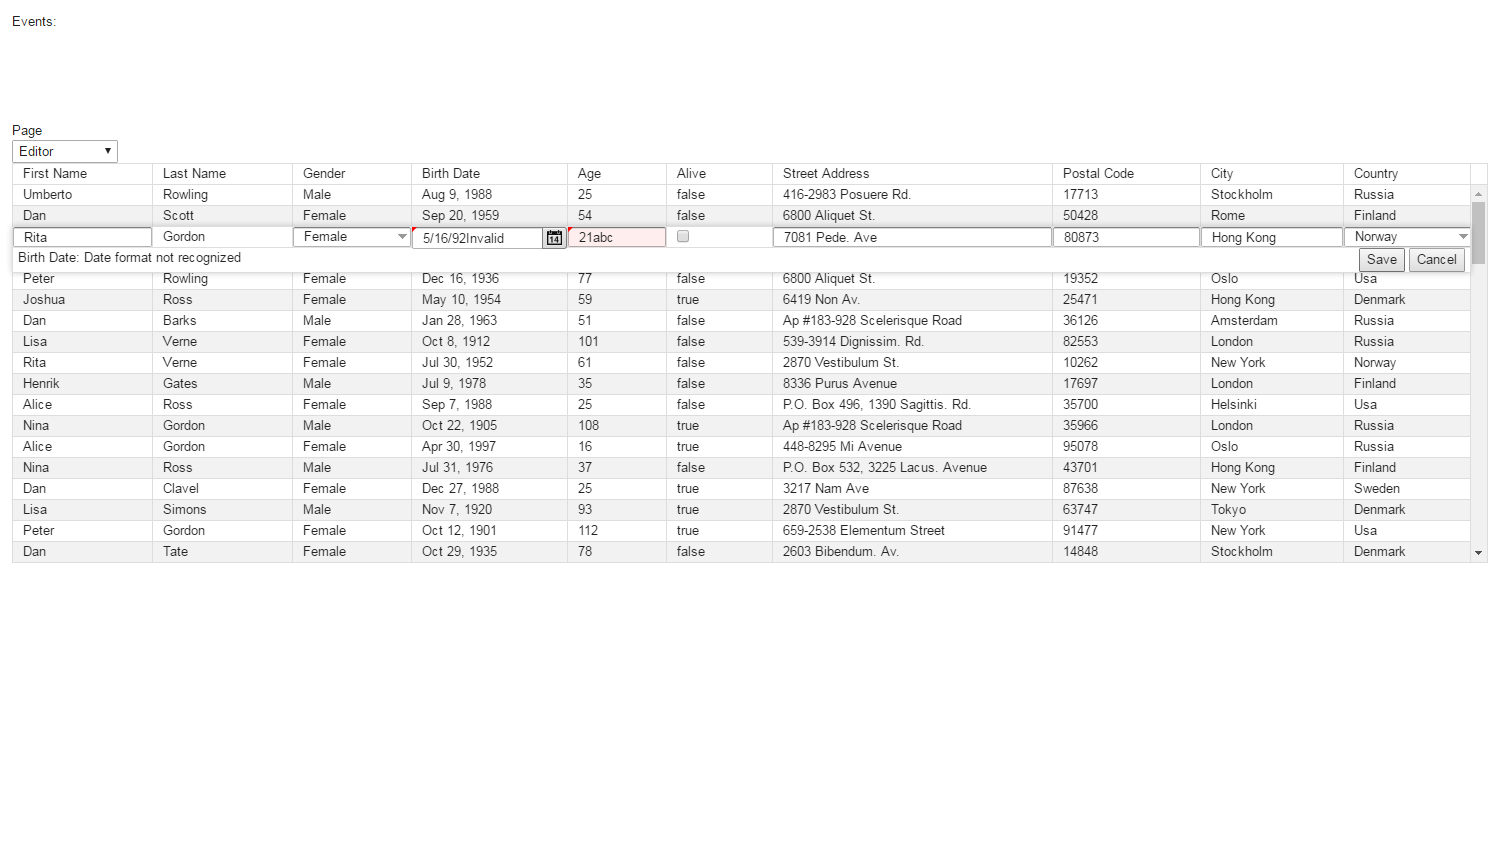 Events:
Page
Editor
First Name Last Name Gender Birth Date Age Alive Street Address Postal Code City Country
Umberto Rowling Male Aug 9, 1988 25 false 416-2983 Posuere Rd. 17713 Stockholm Russia
Dan Scott Female Sep 20, 1959 54 false 6800 Aliquet St. 50428 Rome Finland
Rita Gordon Female 5/16/92Invalid 14 21abc 7081 Pede. Ave 80873 Hong Kong Norway
Birth Date: Date format not recognized Save Cancel
Peter Rowling Female Dec 16, 1936 77 false 6800 Aliquet St. 19352 Oslo Usa
Joshua Ross Female May 10, 1954 59 true 6419 Non Av. 25471 Hong Kong Denmark
Dan Barks Male Jan 28, 1963 51 false Ap #183-928 Scelerisque Road 36126 Amsterdam Russia
Lisa Verne Female Oct 8, 1912 101 false 539-3914 Dignissim. Rd. 82553 London Russia
Rita Verne Female Jul 30, 1952 61 false 2870 Vestibulum St. 10262 New York Norway
Henrik Gates Male Jul 9, 1978 35 false 8336 Purus Avenue 17697 London Finland
Alice Ross Female Sep 7, 1988 25 false P.O. Box 496, 1390 Sagittis. Rd. 35700 Helsinki Usa
Nina Gordon Male Oct 22, 1905 108 true Ap #183-928 Scelerisque Road 35966 London Russia
Alice Gordon Female Apr 30, 1997 16 true 448-8295 Mi Avenue 95078 Oslo Russia
Nina Ross Male Jul 31, 1976 37 false P.O. Box 532, 3225 Lacus. Avenue 43701 Hong Kong Finland
Dan Clavel Female Dec 27, 1988 25 true 3217 Nam Ave 87638 New York Sweden
Lisa Simons Male Nov 7, 1920 93 true 2870 Vestibulum St. 63747 Tokyo Denmark
Peter Gordon Female Oct 12, 1901 112 true 659-2538 Elementum Street 91477 New York Usa
Dan Tate Female Oct 29, 1935 78 false 2603 Bibendum. Av. 14848 Stockholm Denmark